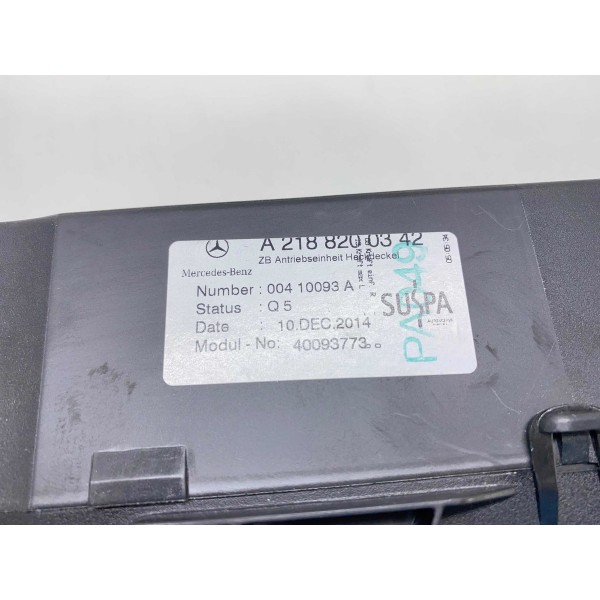 A 218 820 03 42
ZB Antriebseinheit Heckdeckel
Mercedes-Benz
Number : 004 10093 A
Status : Q 5
Date : 10.DEC.2014
Modul - No: 40093773
SUSPA
PA049